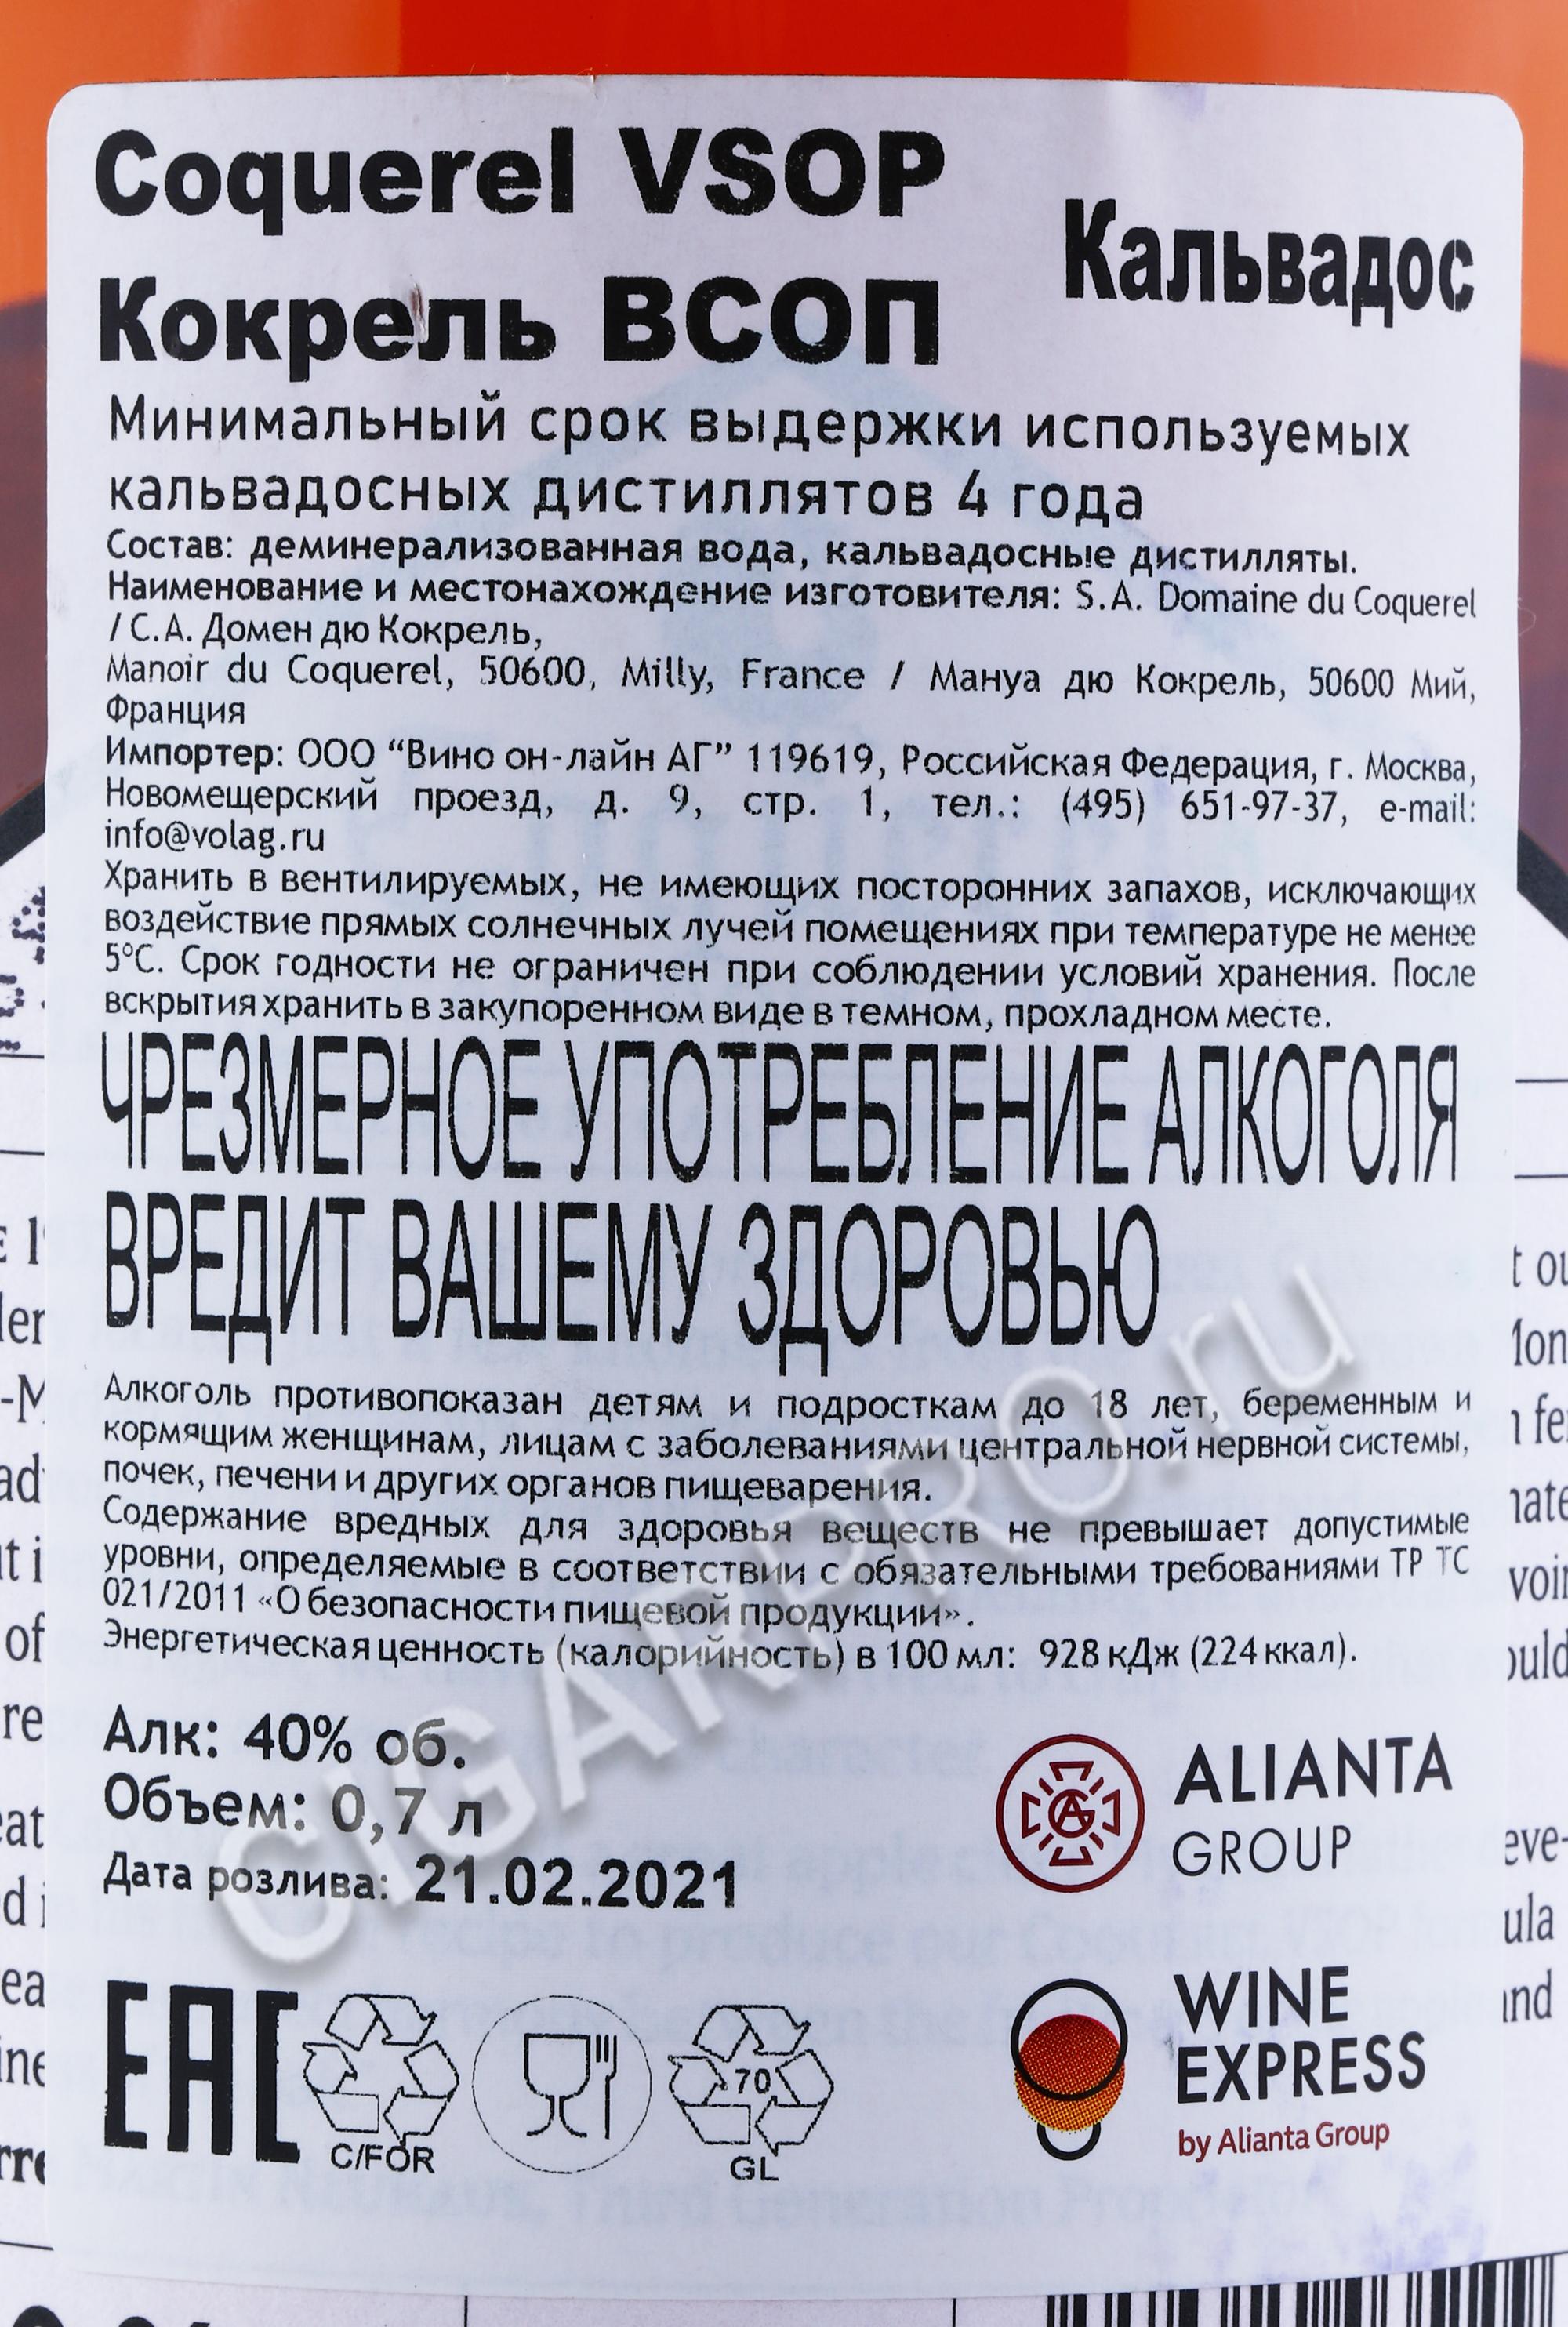 Coquerel VSOP
Кокрель ВСОП
Кальвадос
Минимальный срок выдержки используемых
кальвадосных дистиллятов 4 года
Состав: деминерализованная вода, кальвадосные дистилляты.
Наименование и местонахождение изготовителя: S.A. Domaine du Coquerel
/ С.А. Домен дю Кокрель,
Manoir du Coquerel, 50600, Milly, France / Мануа дю Кокрель, 50600 Мий,
Франция
Импортер: ООО “Вино он-лайн АГ” 119619, Российская Федерация, г. Москва,
Новомещерский проезд, д. 9, стр. 1, тел.: (495) 651-97-37, e-mail:
info@volag.ru
Хранить в вентилируемых, не имеющих посторонних запахов, исключающих
воздействие прямых солнечных лучей помещениях при температуре не менее
5°С. Срок годности не ограничен при соблюдении условий хранения. После
вскрытия хранить в закупоренном виде в темном, прохладном месте.
ЧРЕЗМЕРНОЕ УПОТРЕБЛЕНИЕ АЛКОГОЛЯ
ВРЕДИТ ВАШЕМУ ЗДОРОВЬЮ
Алкоголь противопоказан детям и подросткам до 18 лет, беременным и
кормящим женщинам, лицам с заболеваниями центральной нервной системы,
почек, печени и других органов пищеварения.
Содержание вредных для здоровья веществ не превышает допустимые
уровни, определяемые в соответствии с обязательными требованиями ТР ТС
021/2011 «О безопасности пищевой продукции».
Энергетическая ценность (калорийность) в 100 мл: 928 кДж (224 ккал).
Алк: 40% об.
Объем: 0,7 л
Дата розлива: 21.02.2021
ALIANTA
GROUP
EAC
C/FOR
70
GL
WINE
EXPRESS
by Alianta Group
CIGARPRO.ru